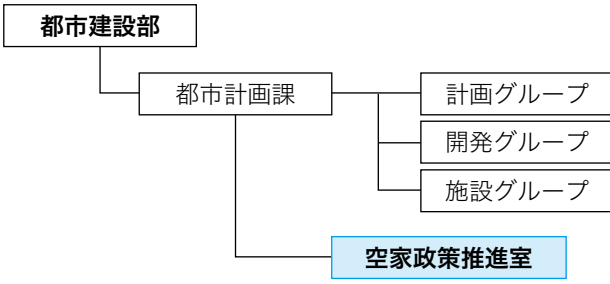 都市建設部
都市計画課
計画グループ
開発グループ
施設グループ
空家政策推進室